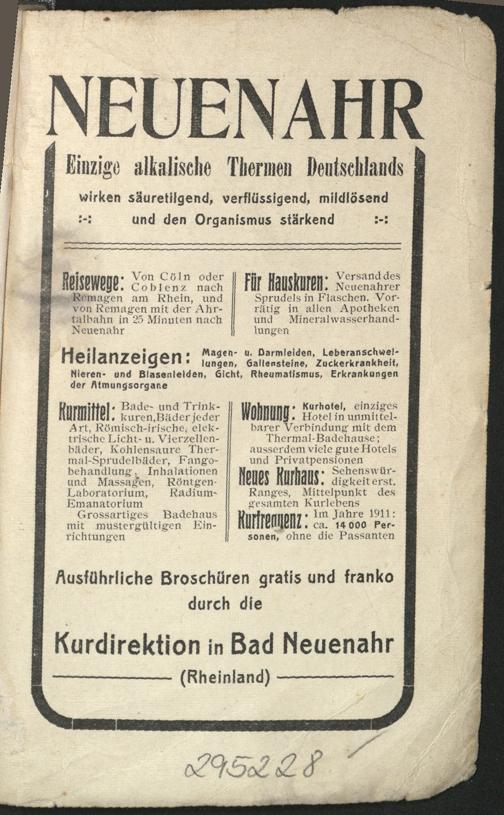 NEUENAHR
Einzige alkalische Thermen Deutschlands
wirken säuretilgend, verflüssigend, mildlösend
:-: und den Organismus stärkend :-:
Reisewege: Von Cöln oder
Coblenz nach
Remagen am Rhein, und
von Remagen mit der Ahr-
talbahn in 25 Minuten nach
Neuenahr
Für Hauskuren: Versand des
Neuenahrer
Sprudels in Flaschen. Vor-
rätig in allen Apotheken
und Mineralwasserhand-
lungen
Heilanzeigen: Magen- u. Darmleiden, Leberanschwel-
lungen, Gallensteine, Zuckerkrankheit,
Nieren- und Blasenleiden, Gicht, Rheumatismus, Erkrankungen
der Atmungsorgane
Kurmittel: Bade- und Trink-
kuren, Bäder jeder
Art, Römisch-irische, elek-
trische Licht- u. Vierzellen-
bäder, Kohlensaure Ther-
mal-Sprudelbäder, Fango-
behandlung, Inhalationen
und Massagen, Röntgen-
Laboratorium, Radium-
Emanatorium
Grossartiges Badehaus
mit mustergültigen Ein-
richtungen
Wohnung: Kurhotel, einziges
Hotel in unmittel-
barer Verbindung mit dem
Thermal-Badehause;
ausserdem viele gute Hotels
und Privatpensionen
Neues Kurhaus: Sehenswür-
digkeit erst.
Ranges, Mittelpunkt des
gesamten Kurlebens
Kurfrequenz: Im Jahre 1911:
ca. 14 000 Per-
sonen, ohne die Passanten
Ausführliche Broschüren gratis und franko
durch die
Kurdirektion in Bad Neuenahr
(Rheinland)
295228